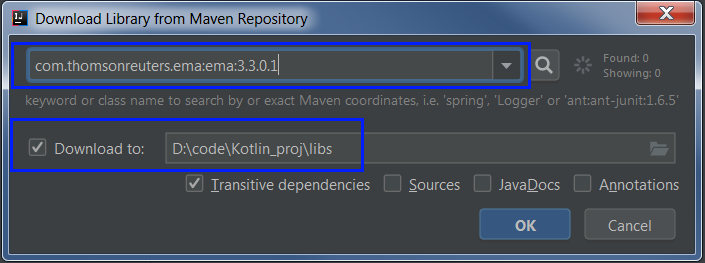 Download Library from Maven Repository
com.thomsonreuters.ema:ema:3.3.0.1
Found: 0
Showing: 0
keyword or class name to search by or exact Maven coordinates, i.e. 'spring', 'Logger' or 'ant:ant-junit:1.6.5'
Download to: D:\code\Kotlin_proj\libs
Transitive dependencies Sources JavaDocs Annotations
OK Cancel